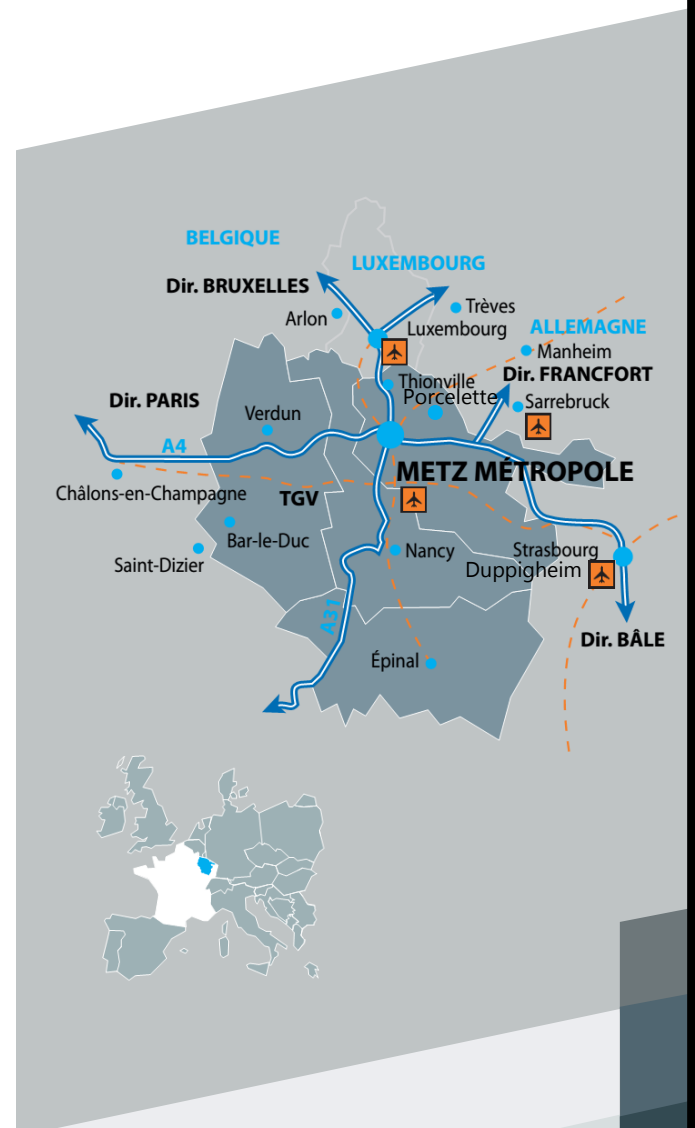 BELGIQUE
LUXEMBOURG
Dir. BRUXELLES
Trèves
Arlon
Luxembourg
ALLEMAGNE
Manheim
Dir. FRANCFORT
Thionville
Porcelette
Sarrebruck
Dir. PARIS
Verdun
A4
METZ MÉTROPOLE
Châlons-en-Champagne
TGV
Bar-le-Duc
Nancy
Strasbourg
Saint-Dizier
Duppigheim
A31
Dir. BÂLE
Épinal